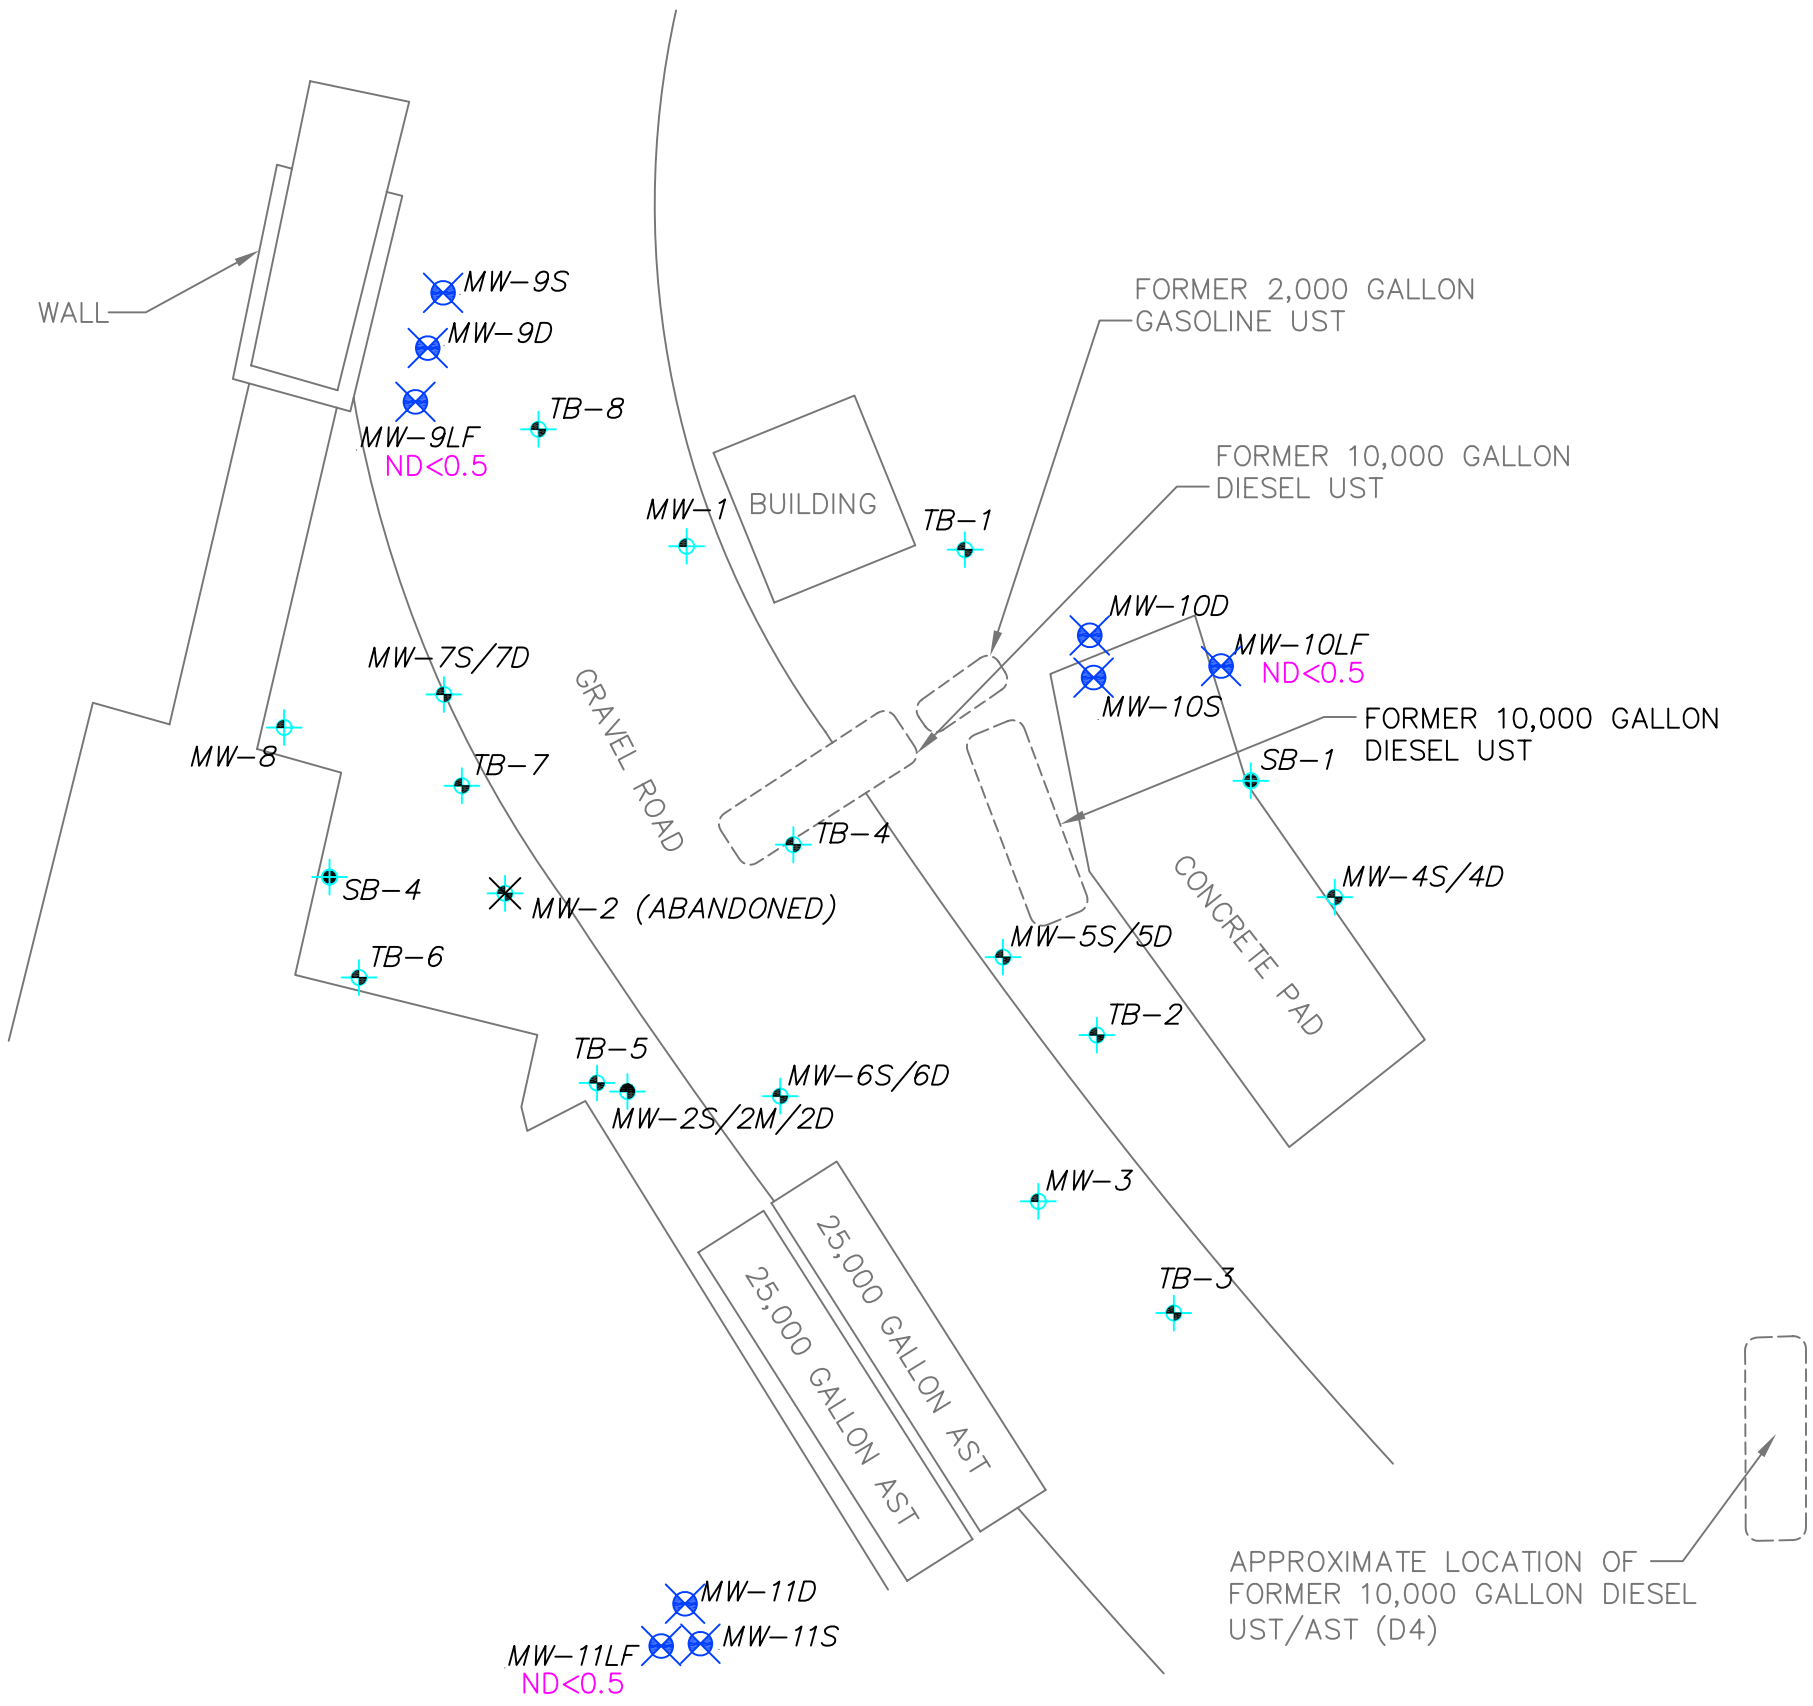 MW-9S
FORMER 2,000 GALLON
GASOLINE UST
WALL
MW-9D
TB-8
MW-9LF
ND<0.5
FORMER 10,000 GALLON
DIESEL UST
BUILDING
MW-1
TB-1
MW-10D
MW-10LF
ND<0.5
MW-7S/7D
MW-10S
GRAVEL ROAD
FORMER 10,000 GALLON
DIESEL UST
MW-8
TB-7
SB-1
TB-4
SB-4
MW-4S/4D
MW-2 (ABANDONED)
CONCRETE PAD
MW-5S/5D
TB-6
TB-2
TB-5
MW-6S/6D
MW-2S/2M/2D
MW-3
TB-3
25,000 GALLON AST
25,000 GALLON AST
APPROXIMATE LOCATION OF
FORMER 10,000 GALLON DIESEL
UST/AST (D4)
MW-11D
MW-11S
MW-11LF
ND<0.5